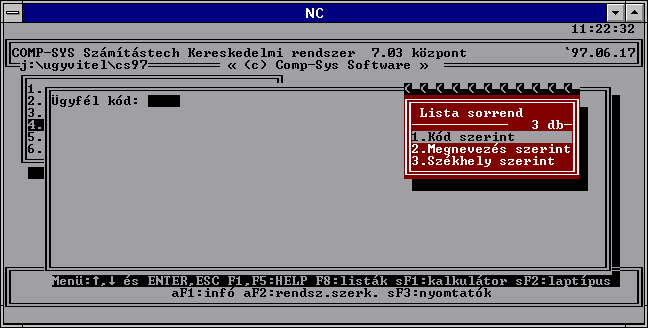 NC
11:22:32
COMP-SYS Számítástech Kereskedelmi rendszer 7.03 központ `97.06.17
j:\ugyvitel\cs97 « (c) Comp-Sys Software »
1.
2.
3.
4.
5.
6.
Ügyfél kód:
Lista sorrend
3 db
1.Kód szerint
2.Megnevezés szerint
3.Székhely szerint
Menü:↑,↓ és ENTER,ESC F1,F5:HELP F8:listák sF1:kalkulátor sF2:laptípus
aF1:infó aF2:rendsz.szerk. sF3:nyomtatók